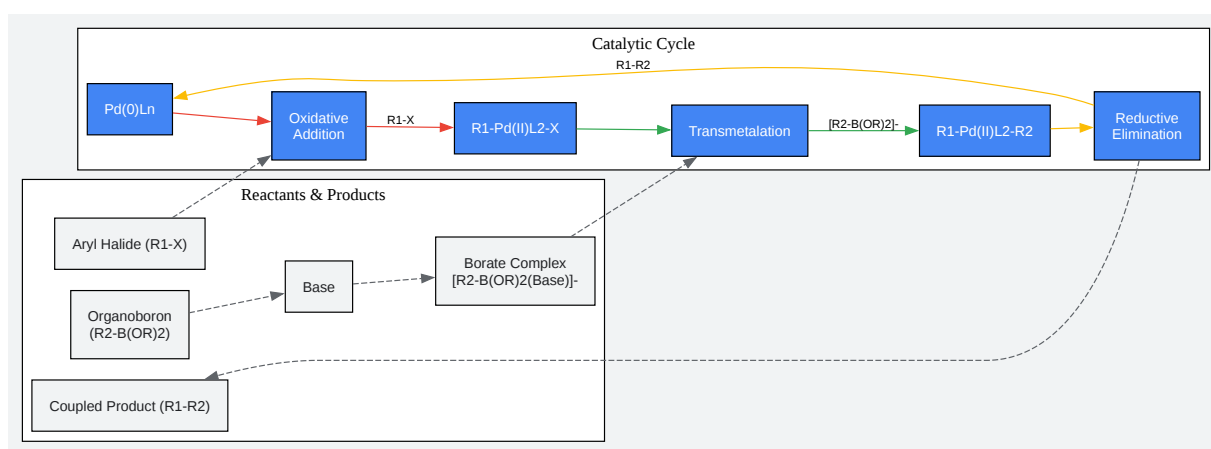 Catalytic Cycle
R1-R2
Pd(0)Ln
Oxidative
Addition
R1-X
R1-Pd(II)L2-X
Transmetalation
[R2-B(OR)2]-
R1-Pd(II)L2-R2
Reductive
Elimination
Reactants & Products
Aryl Halide (R1-X)
Organoboron
(R2-B(OR)2)
Base
Borate Complex
[R2-B(OR)2(Base)]-
Coupled Product (R1-R2)